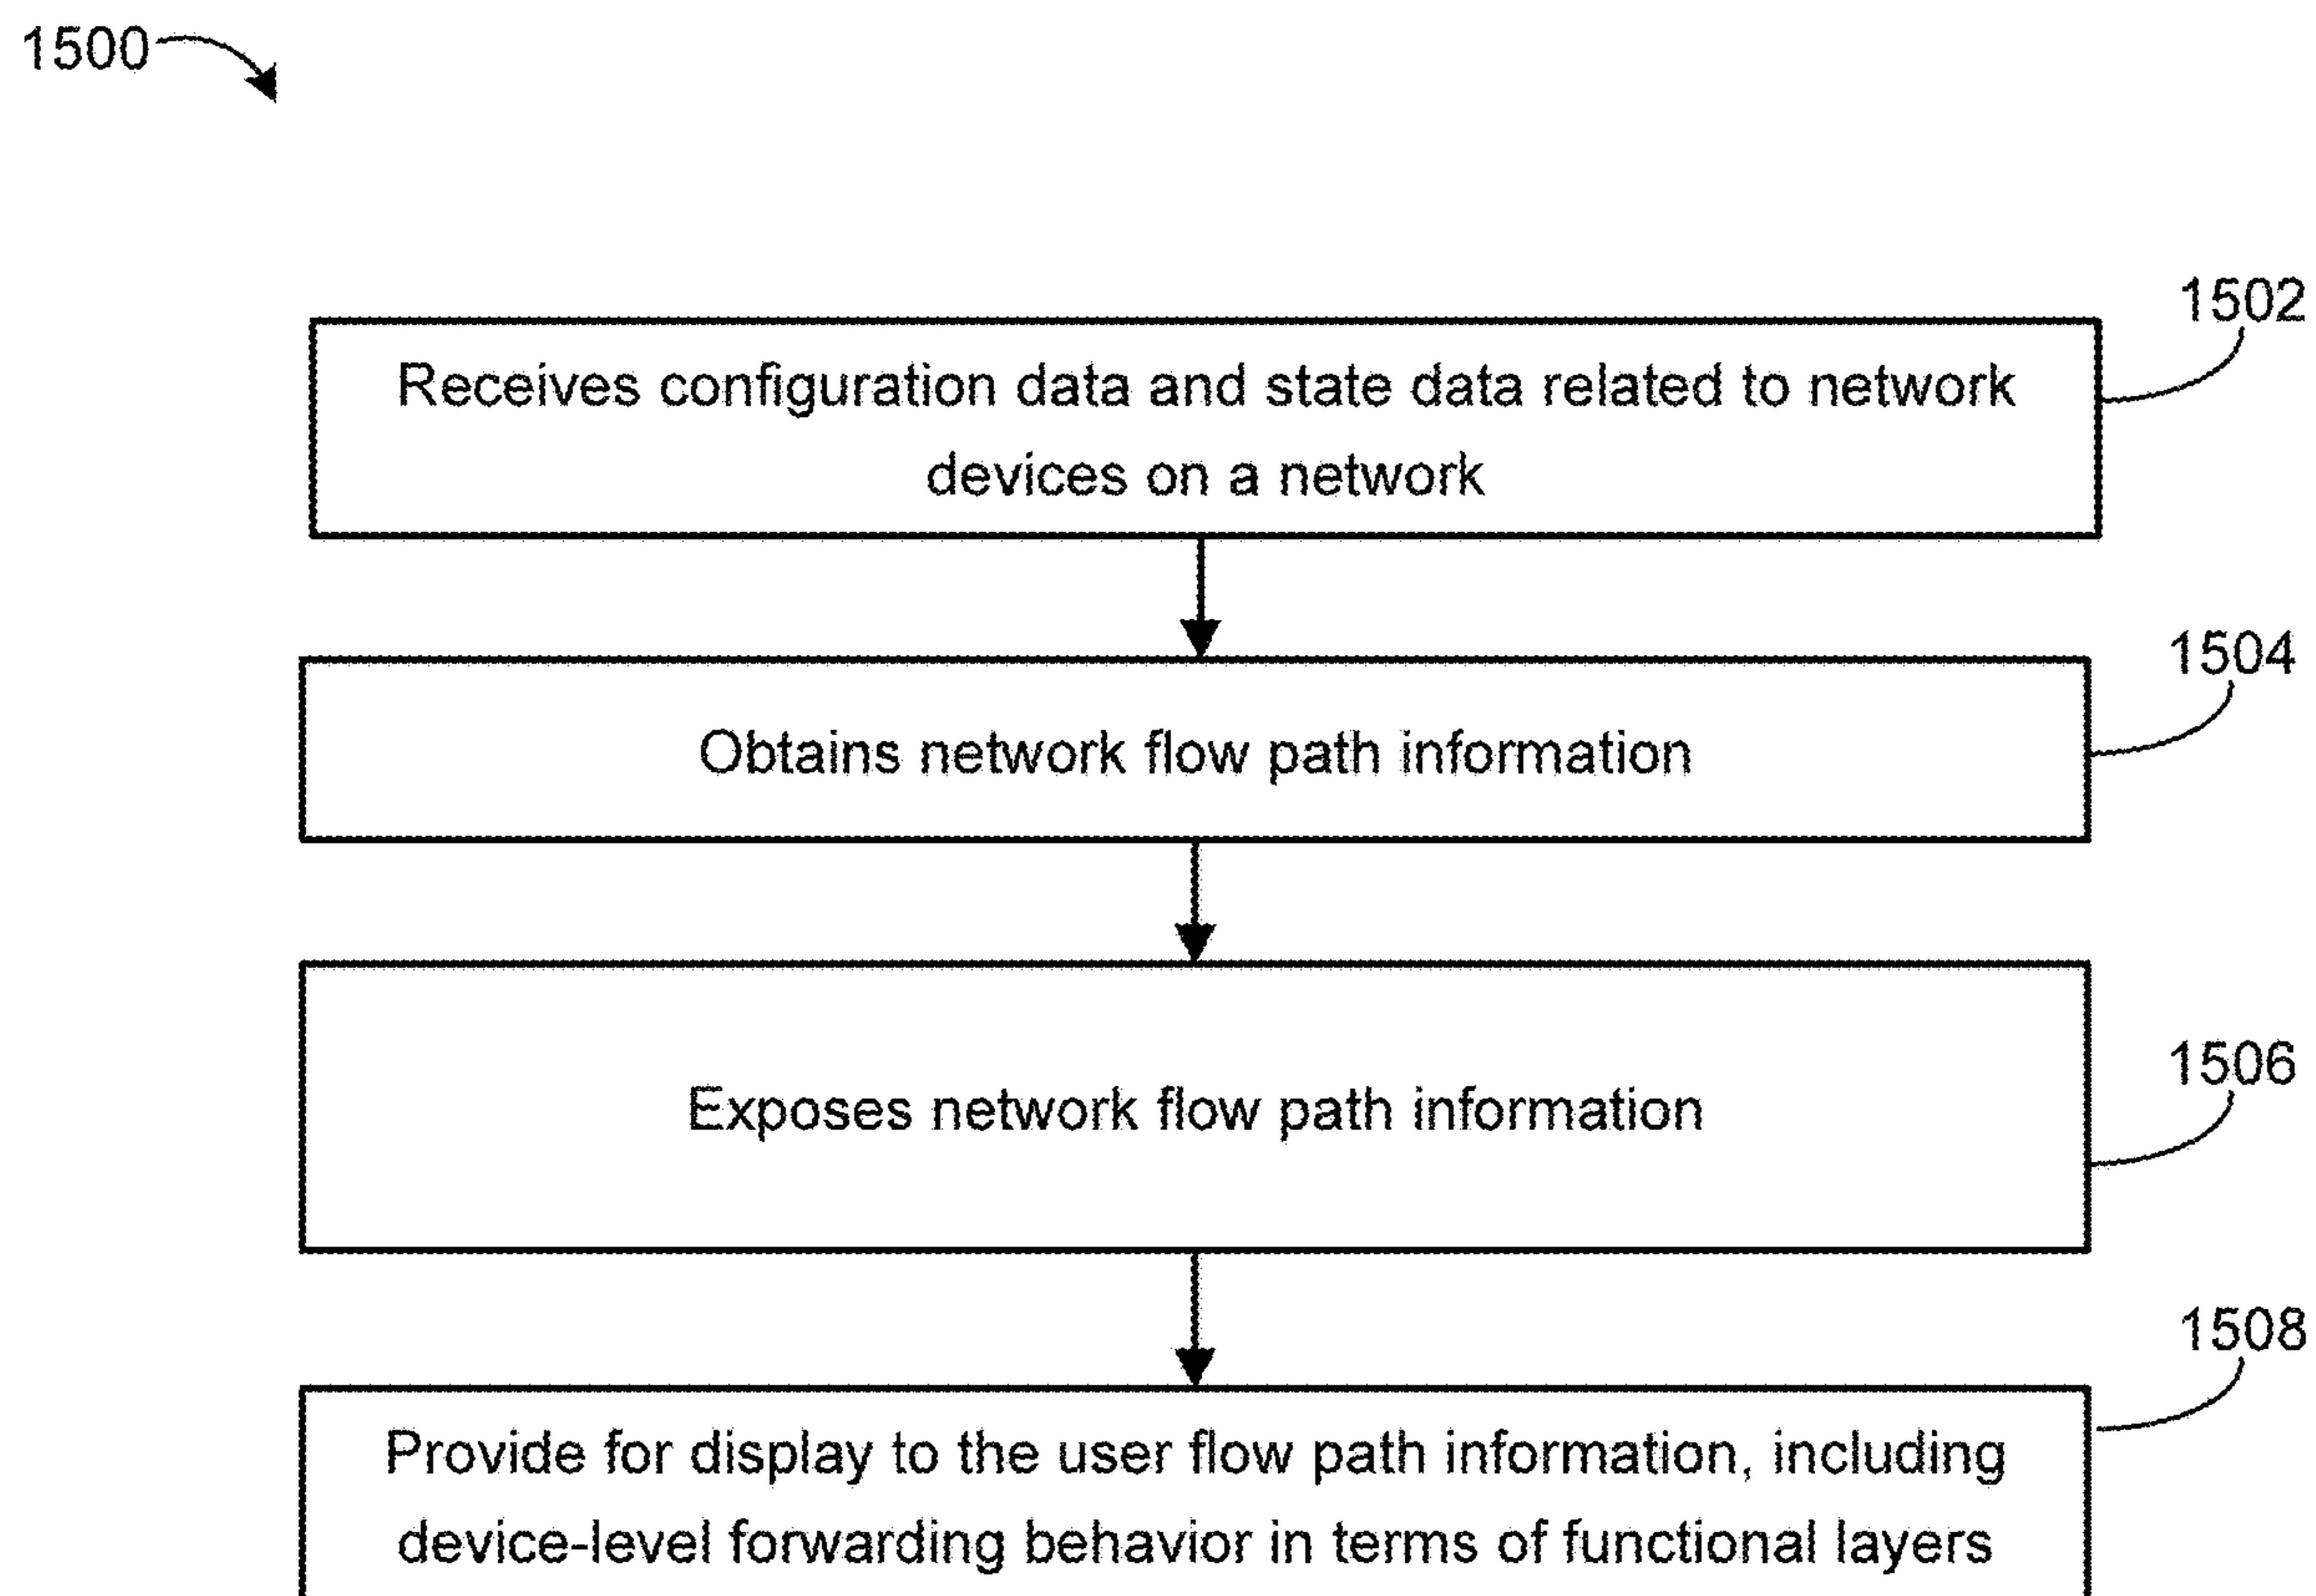 1500
1502
Receives configuration data and state data related to network
devices on a network
1504
Obtains network flow path information
1506
Exposes network flow path information
1508
Provide for display to the user flow path information, including
device-level forwarding behavior in terms of functional layers